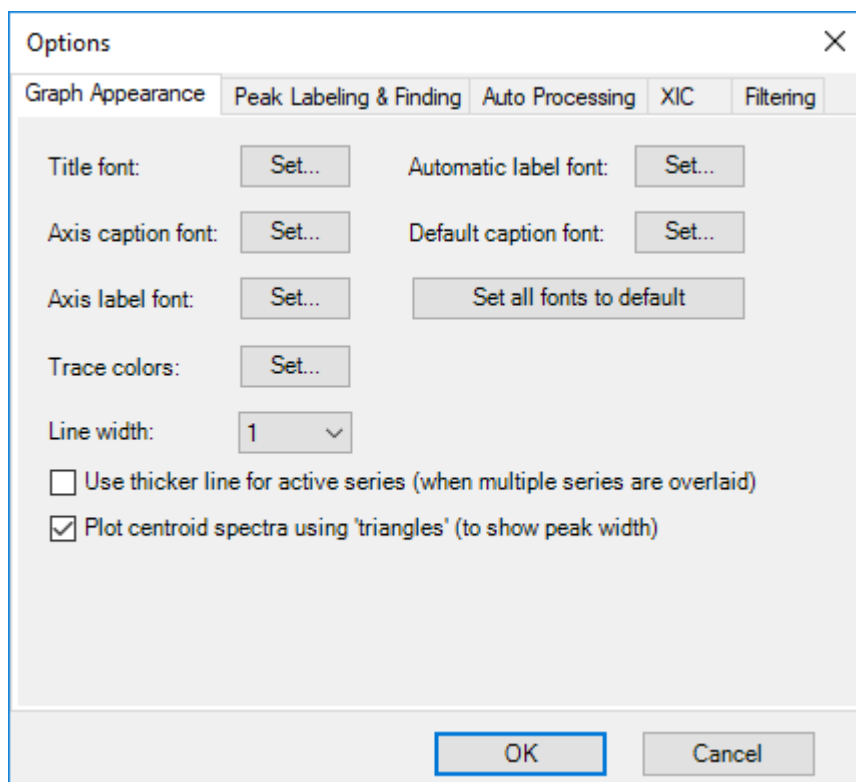 Options
Graph Appearance Peak Labeling & Finding Auto Processing XIC Filtering
Title font: Set... Automatic label font: Set...
Axis caption font: Set... Default caption font: Set...
Axis label font: Set... Set all fonts to default
Trace colors: Set...
Line width: 1
Use thicker line for active series (when multiple series are overlaid)
Plot centroid spectra using 'triangles' (to show peak width)
OK Cancel